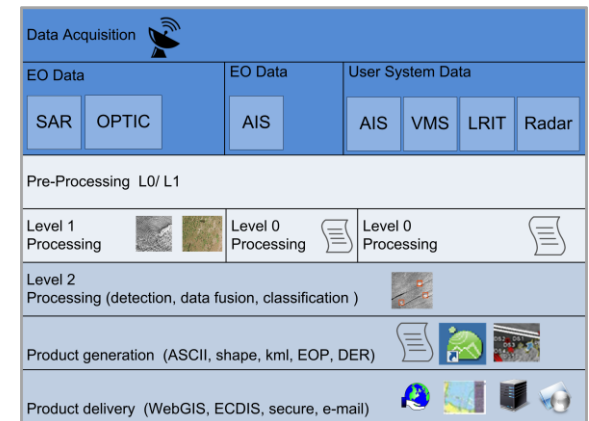 Data Acquisition
EO Data
EO Data
User System Data
SAR
OPTIC
AIS
AIS
VMS
LRIT
Radar
Pre-Processing L0/ L1
Level 1
Processing
Level 0
Processing
Level 0
Processing
Level 2
Processing (detection, data fusion, classification )
Product generation (ASCII, shape, kml, EOP, DER)
Product delivery (WebGIS, ECDIS, secure, e-mail)